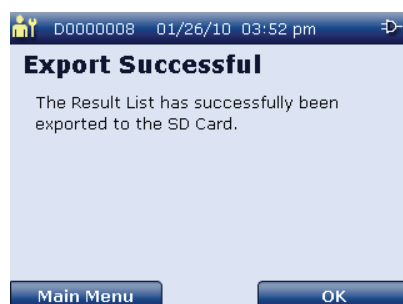 D0000008 01/26/10 03:52 pm
Export Successful
The Result List has successfully been
exported to the SD Card.
Main Menu OK